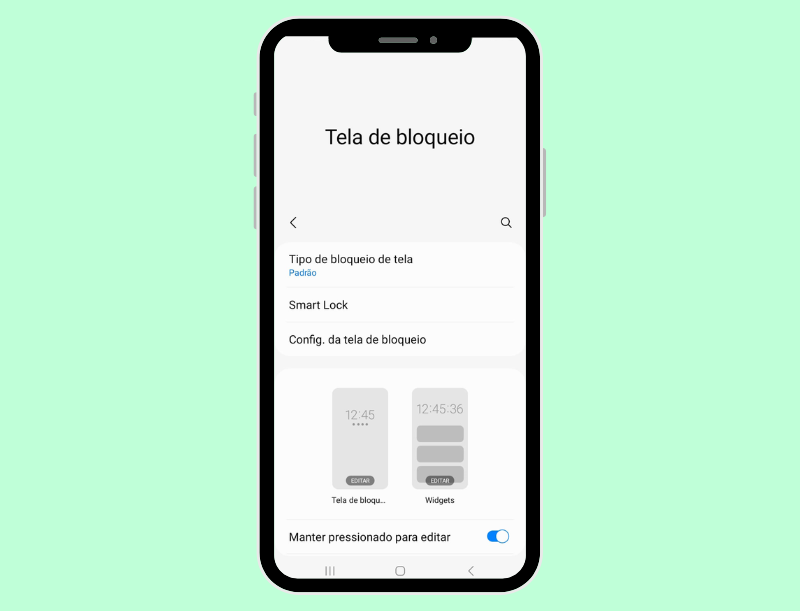 Tela de bloqueio
Tipo de bloqueio de tela
Padrão
Smart Lock
Config. da tela de bloqueio
12:45
12:45:36
EDITAR
EDITAR
Tela de bloqu...
Widgets
Manter pressionado para editar